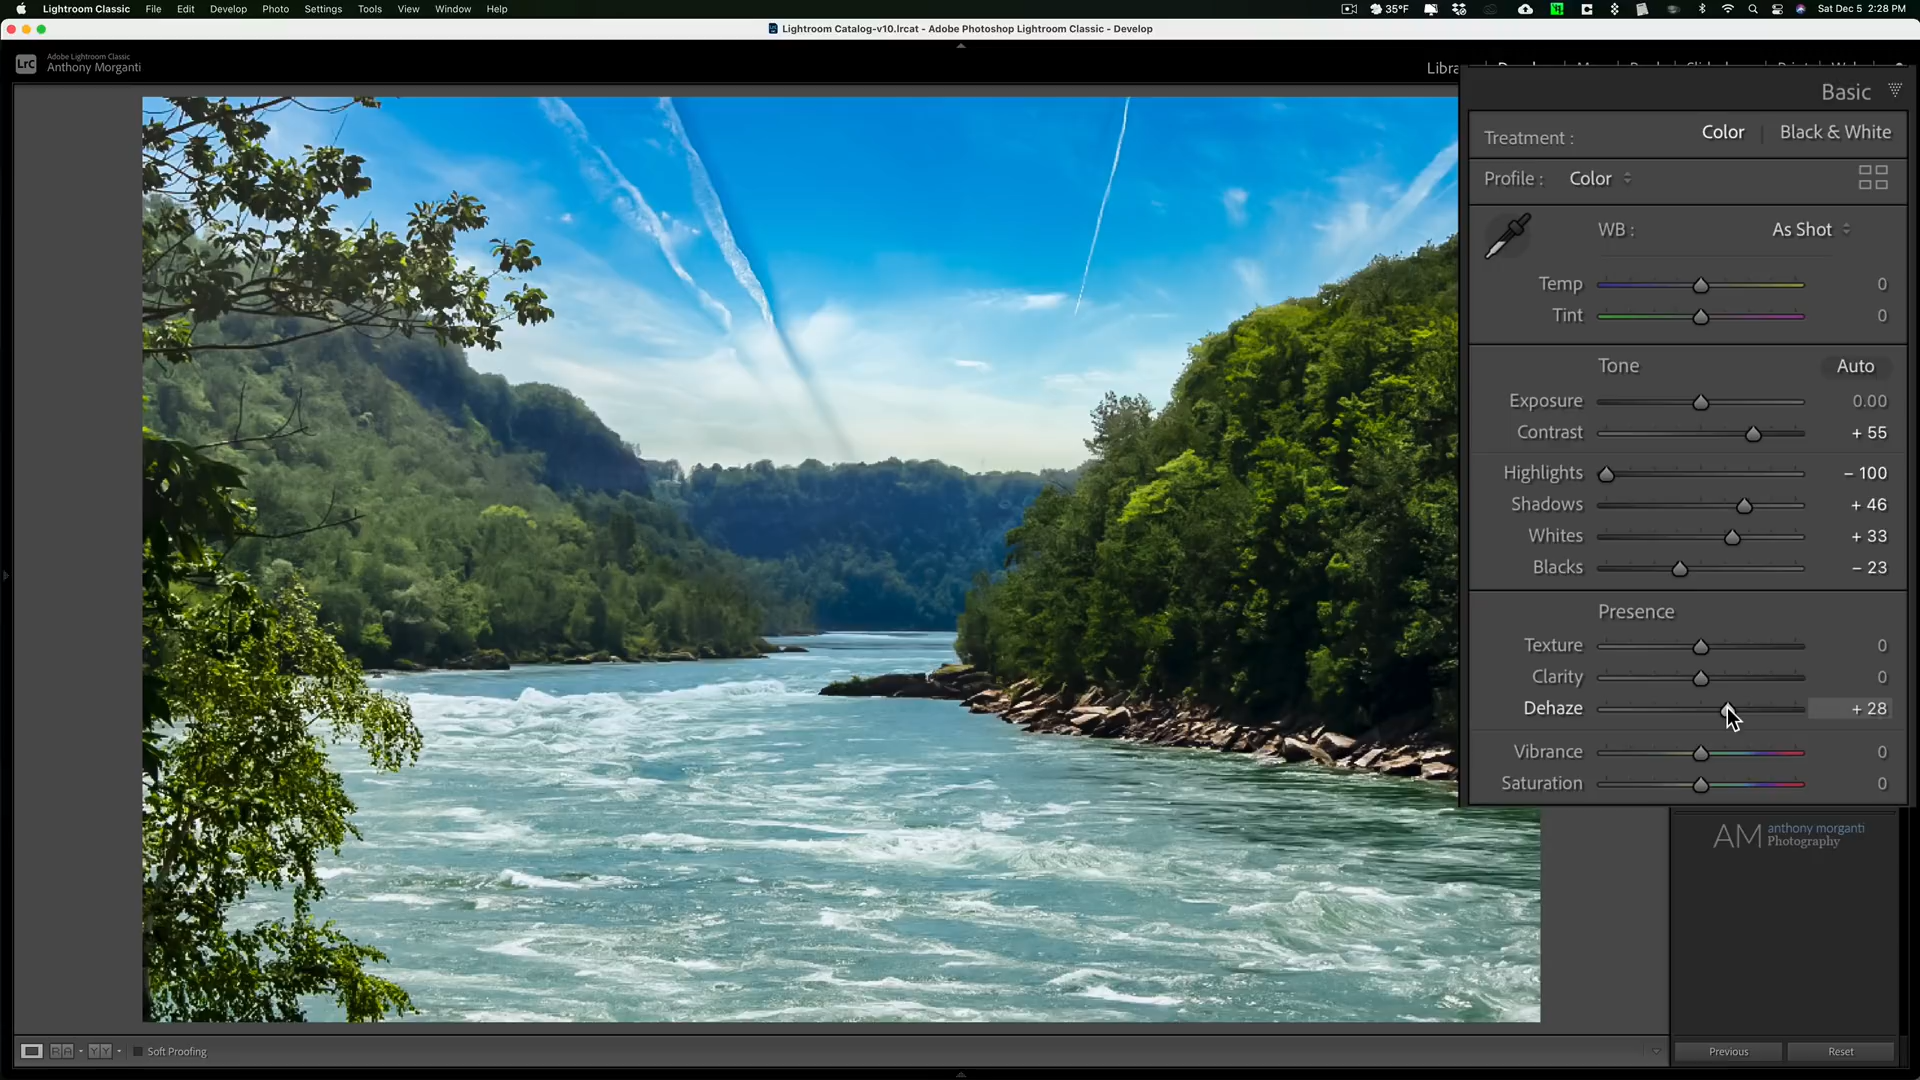 Lightroom Classic File Edit Develop Photo Settings Tools View Window Help 35°F Sat Dec 5 2:28 PM
Lightroom Catalog-v10.lrcat - Adobe Photoshop Lightroom Classic - Develop
LrC Adobe Lightroom Classic
Anthony Morganti
Basic
Treatment : Color | Black & White
Profile : Color
WB : As Shot
Temp 0
Tint 0
Tone Auto
Exposure 0.00
Contrast + 55
Highlights – 100
Shadows + 46
Whites + 33
Blacks – 23
Presence
Texture 0
Clarity 0
Dehaze + 28
Vibrance 0
Saturation 0
AM anthony morganti
Photography
Soft Proofing
Previous Reset